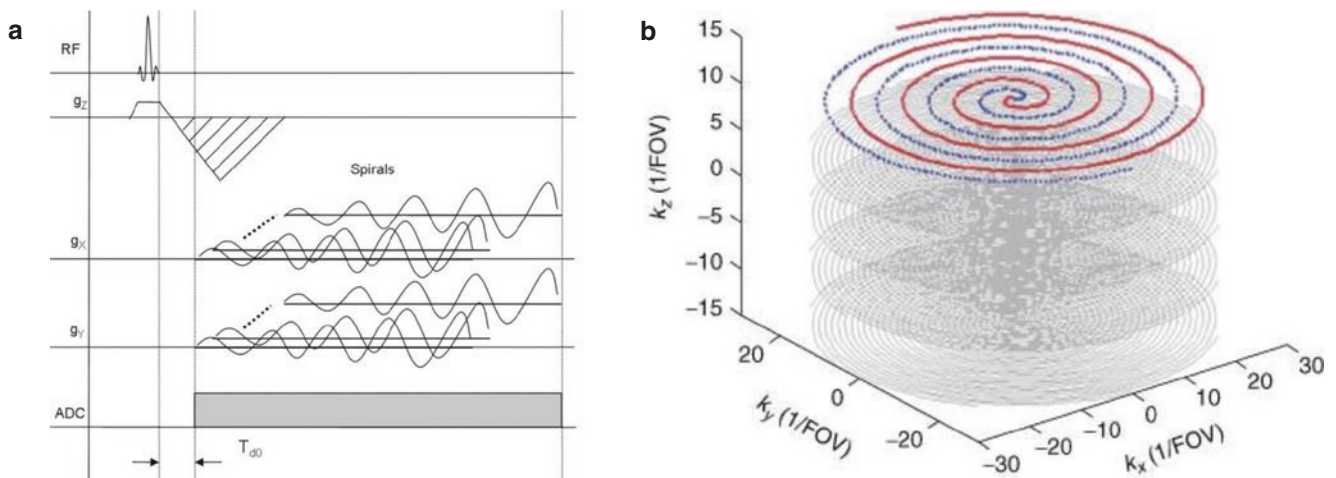 a
RF
gZ
Spirals
gX
gY
ADC
Td0
b
15
10
5
0
−5
−10
−15
kz (1/FOV)
20
0
−20
ky (1/FOV)
−30
−20
−10
0
10
20
30
kx (1/FOV)